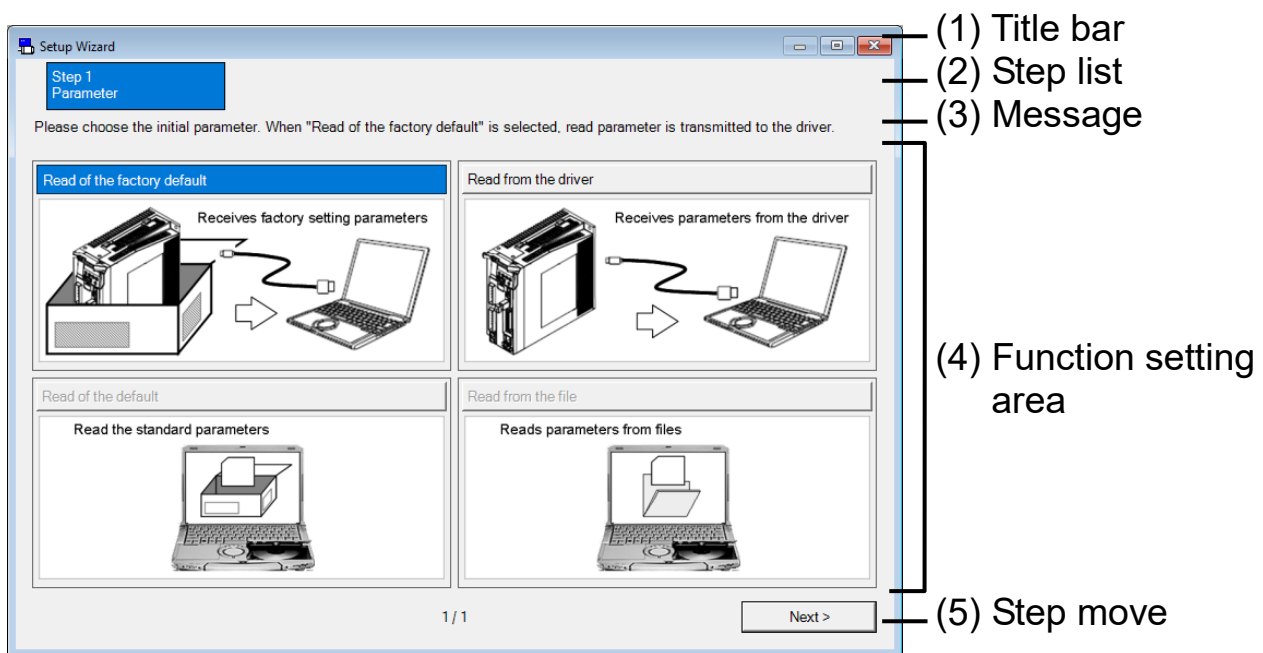 (1) Title bar
Setup Wizard
(2) Step list
Step 1
Parameter
(3) Message
Please choose the initial parameter. When "Read of the factory default" is selected, read parameter is transmitted to the driver.
Read of the factory default
Read from the driver
Receives factory setting parameters
Receives parameters from the driver
(4) Function setting
area
Read of the default
Read from the file
Read the standard parameters
Reads parameters from files
1 / 1
Next >
(5) Step move